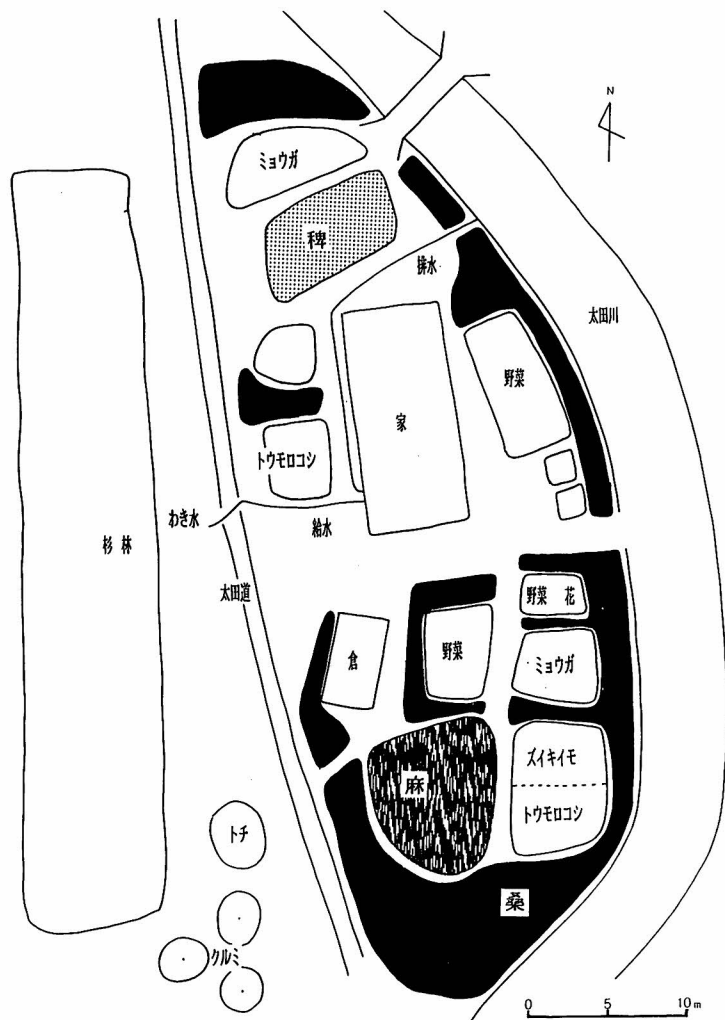 N
ミョウガ
稗
排水
太田川
野菜
家
トウモロコシ
わき水
給水
杉林
太田道
野菜 花
倉
野菜
ミョウガ
ズイキイモ
麻
トウモロコシ
トチ
桑
クルミ
0 5 10m